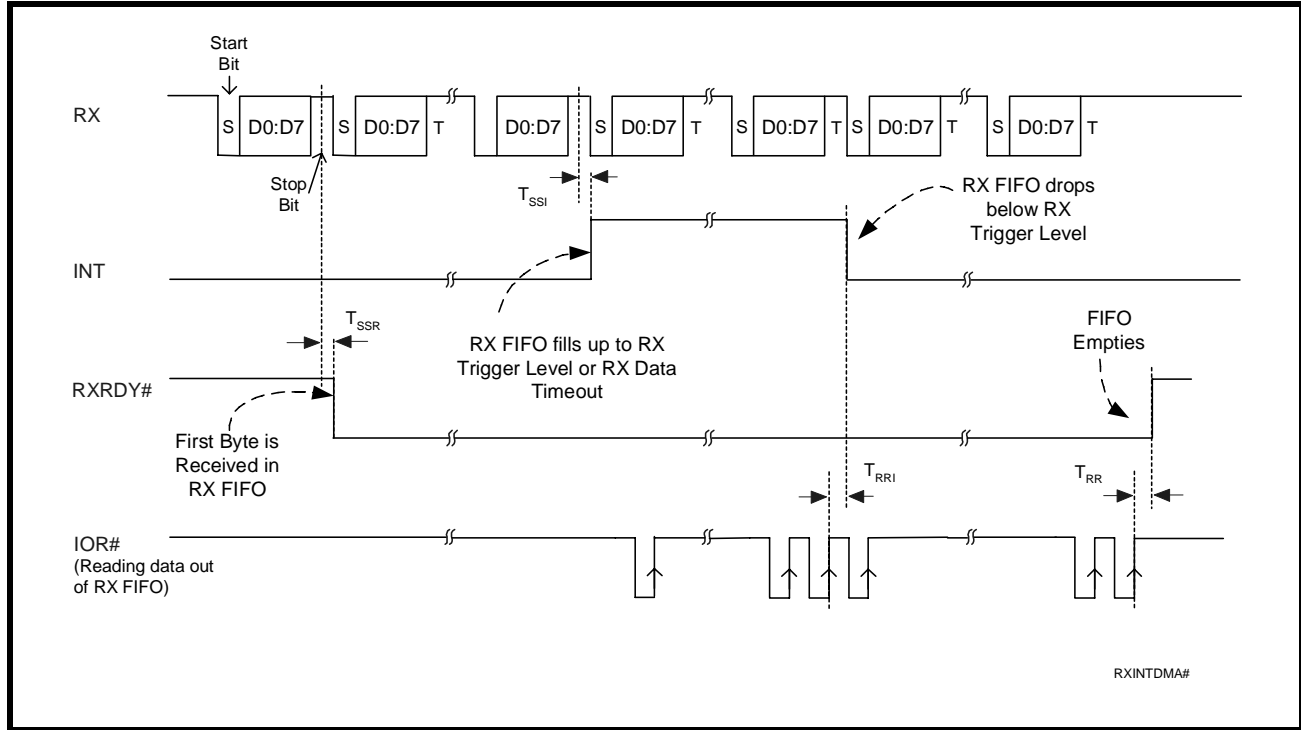 Start
Bit
RX
S D0:D7 S D0:D7 T D0:D7 S D0:D7 T S D0:D7 T S D0:D7 T S D0:D7 T
Stop
Bit
TSSI
RX FIFO drops
below RX
Trigger Level
INT
TSSR
RX FIFO fills up to RX
Trigger Level or RX Data
Timeout
FIFO
Empties
RXRDY#
First Byte is
Received in
RX FIFO
TRRI
TRR
IOR#
(Reading data out
of RX FIFO)
RXINTDMA#